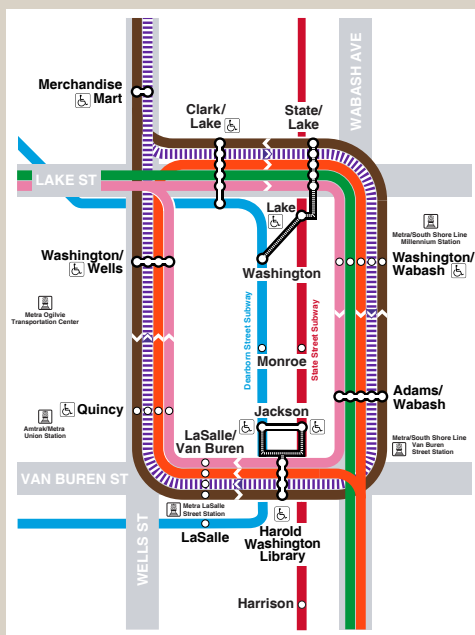 WABASH AVE
Merchandise
Mart
Clark/
Lake
State/
Lake
LAKE ST
Lake
Metra/South Shore Line
Millennium Station
Washington/
Wells
Washington
Washington/
Wabash
Metra Ogilvie
Transportation Center
Dearborn Street Subway
State Street Subway
Monroe
Adams/
Wabash
Quincy
Jackson
Amtrak/Metra
Union Station
LaSalle/
Van Buren
Metra/South Shore Line
Van Buren
Street Station
VAN BUREN ST
Metra LaSalle
Street Station
LaSalle
Harold
Washington
Library
WELLS ST
Harrison